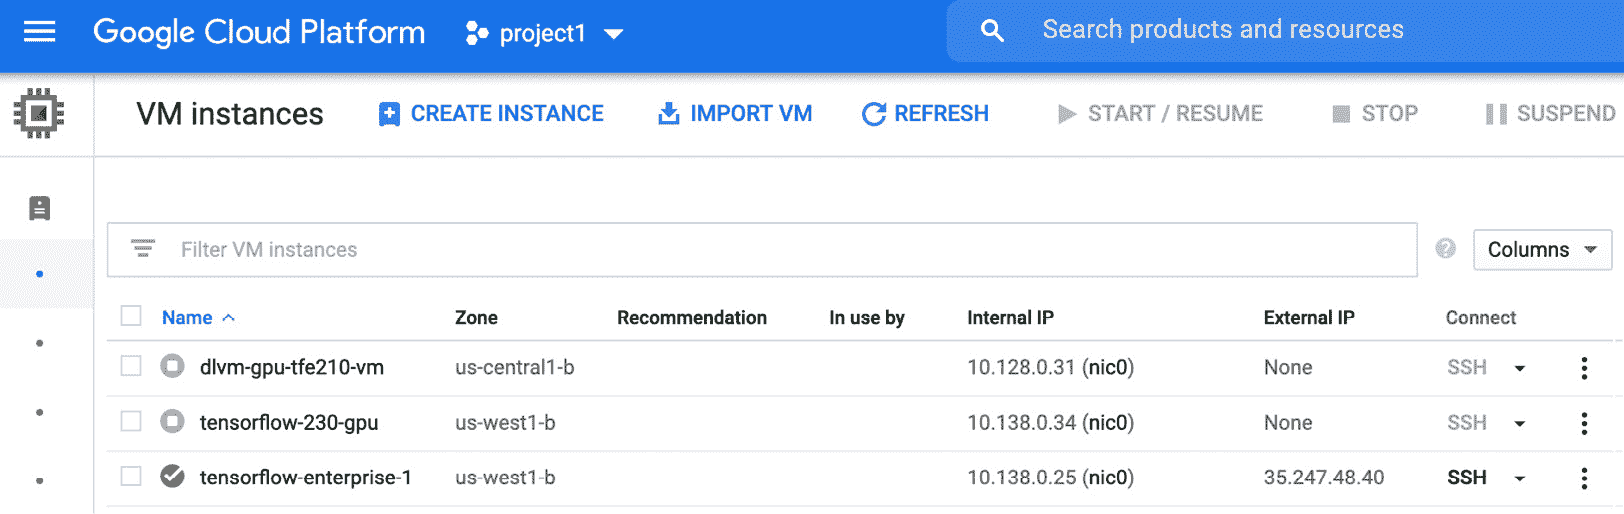 Google Cloud Platform project1 Search products and resources
VM instances CREATE INSTANCE IMPORT VM REFRESH START / RESUME STOP SUSPEND
Filter VM instances Columns
Name Zone Recommendation In use by Internal IP External IP Connect
dlvm-gpu-tfe210-vm us-central1-b 10.128.0.31 (nic0) None SSH
tensorflow-230-gpu us-west1-b 10.138.0.34 (nic0) None SSH
tensorflow-enterprise-1 us-west1-b 10.138.0.25 (nic0) 35.247.48.40 SSH